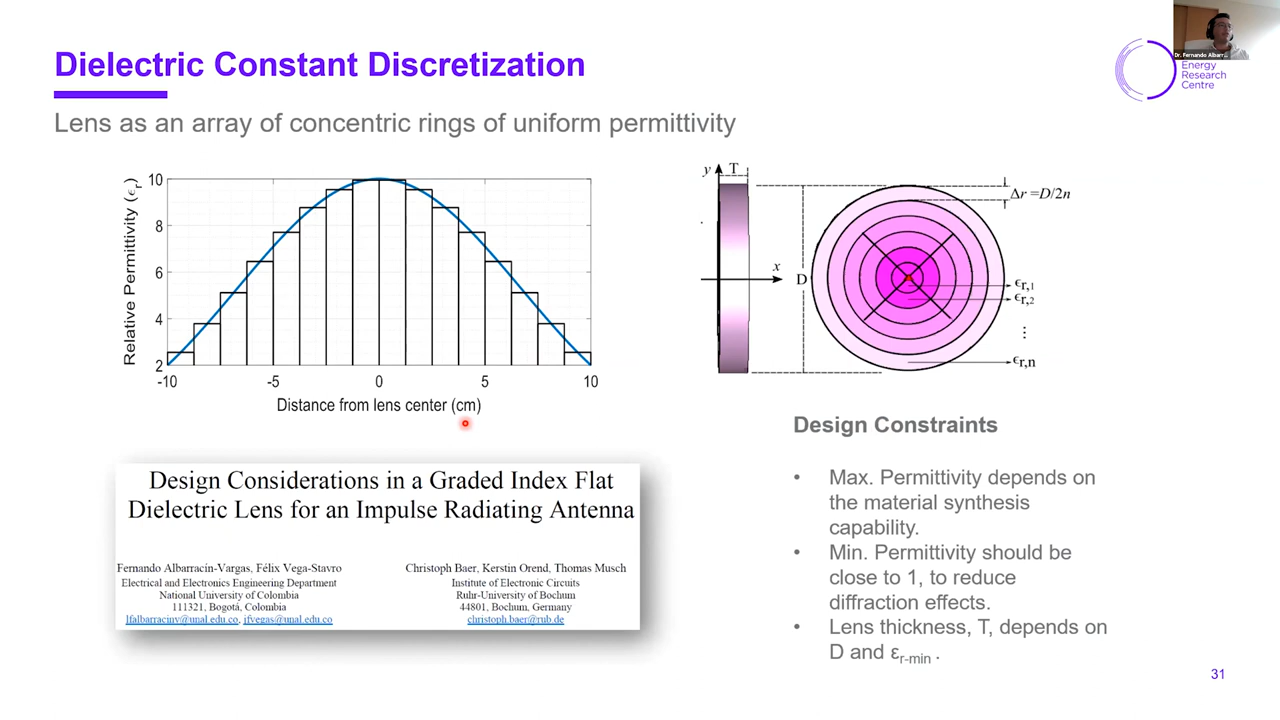 Dr. Fernando Albarr...
Dielectric Constant Discretization
Energy
Research
Centre
Lens as an array of concentric rings of uniform permittivity
Relative Permittivity (ϵr)
10
8
6
4
2
-10
-5
0
5
10
Distance from lens center (cm)
y
T
x
D
Δr =D/2n
ϵr,1
ϵr,2
⋮
ϵr,n
Design Considerations in a Graded Index Flat
Dielectric Lens for an Impulse Radiating Antenna
Fernando Albarracín-Vargas, Félix Vega-Stavro
Electrical and Electronics Engineering Department
National University of Colombia
111321, Bogotá, Colombia
lfalbarracinv@unal.edu.co, jfvegas@unal.edu.co
Christoph Baer, Kerstin Orend, Thomas Musch
Institute of Electronic Circuits
Ruhr-University of Bochum
44801, Bochum, Germany
christoph.baer@rub.de
Design Constraints
• Max. Permittivity depends on
the material synthesis
capability.
• Min. Permittivity should be
close to 1, to reduce
diffraction effects.
• Lens thickness, T, depends on
D and εr-min .
31